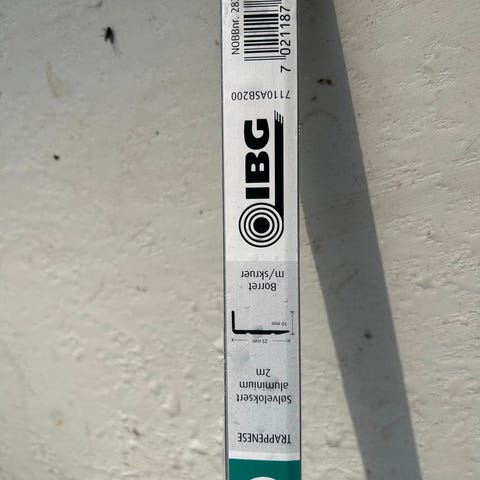 TRAPPENESE
Sølveloksert
aluminium
2m
25 mm
10 mm
Borret
m/skruer
IBG
7110ASB200
7 021187
NOBBnr. 28